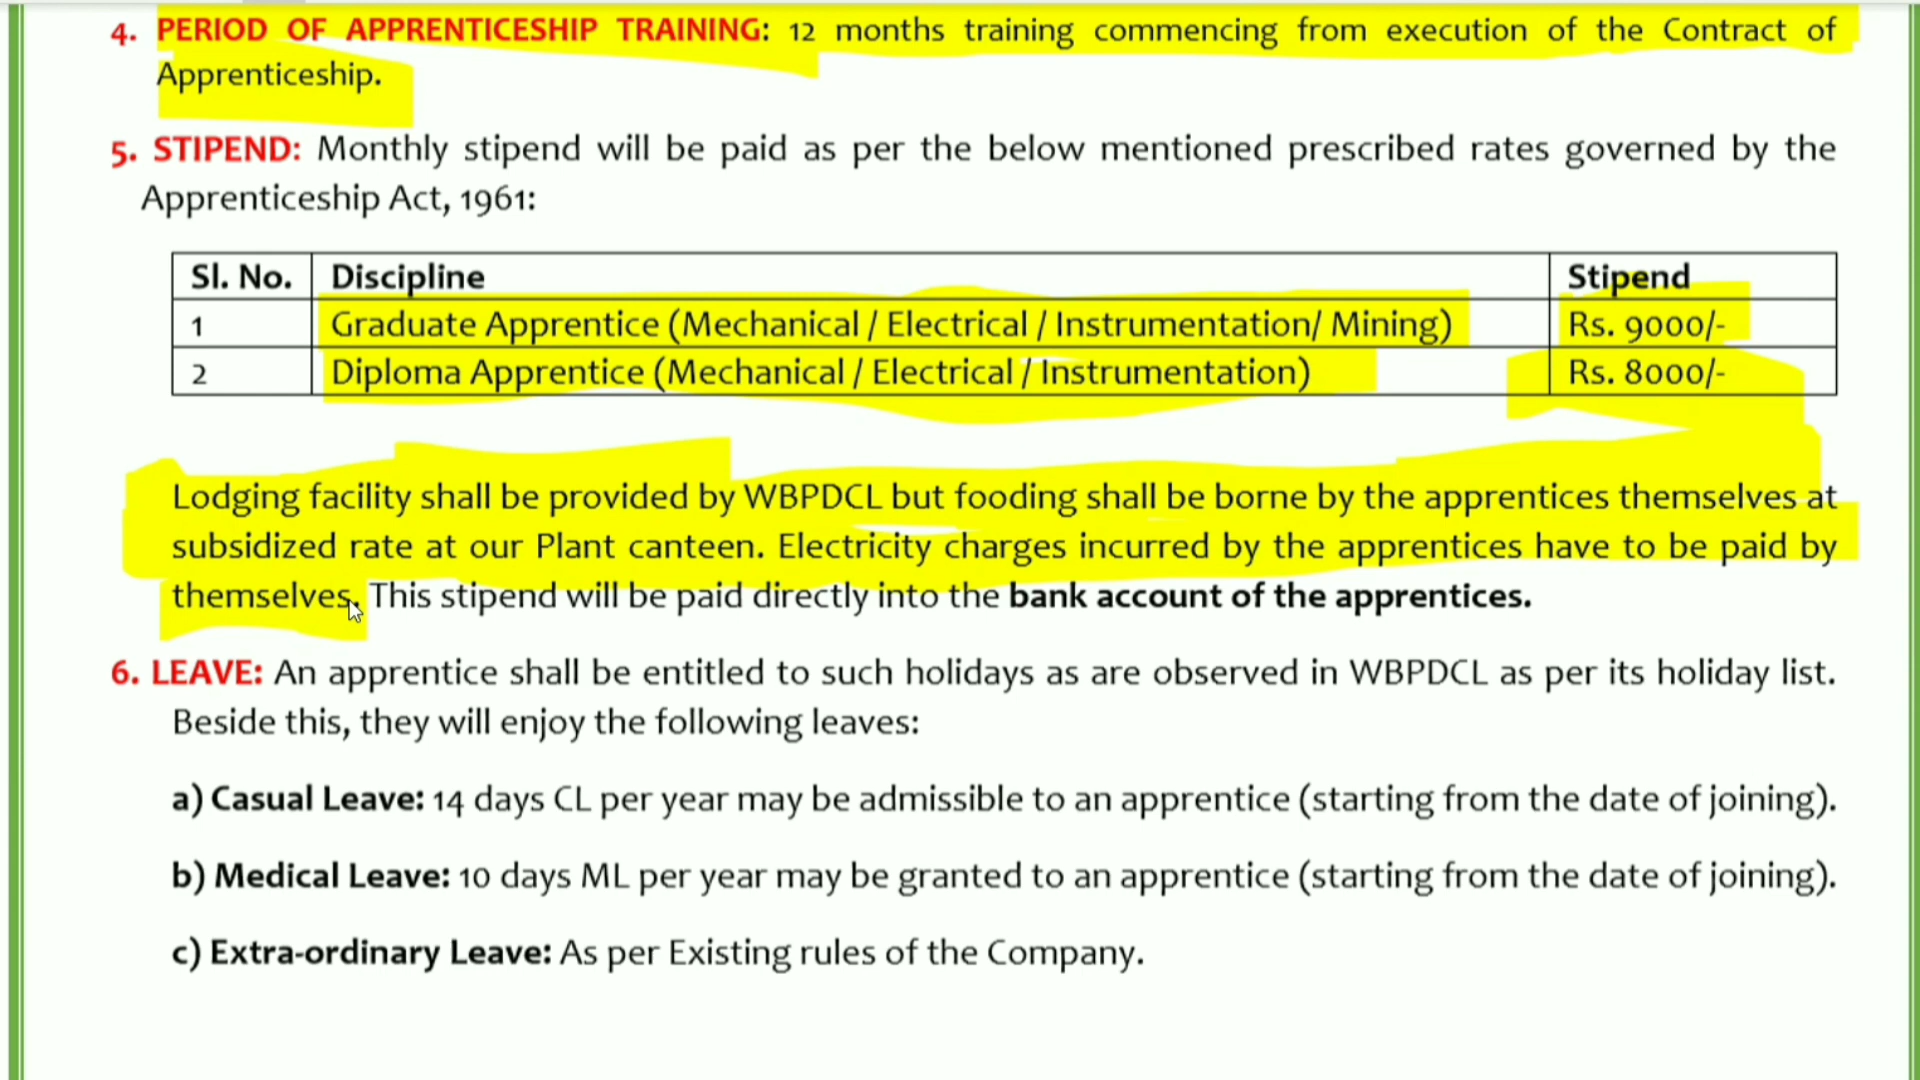 4. PERIOD OF APPRENTICESHIP TRAINING: 12 months training commencing from execution of the Contract of
Apprenticeship.
5. STIPEND: Monthly stipend will be paid as per the below mentioned prescribed rates governed by the
Apprenticeship Act, 1961:
Sl. No. Discipline Stipend
1 Graduate Apprentice (Mechanical / Electrical / Instrumentation/ Mining) Rs. 9000/-
2 Diploma Apprentice (Mechanical / Electrical / Instrumentation) Rs. 8000/-
Lodging facility shall be provided by WBPDCL but fooding shall be borne by the apprentices themselves at
subsidized rate at our Plant canteen. Electricity charges incurred by the apprentices have to be paid by
themselves. This stipend will be paid directly into the bank account of the apprentices.
6. LEAVE: An apprentice shall be entitled to such holidays as are observed in WBPDCL as per its holiday list.
Beside this, they will enjoy the following leaves:
a) Casual Leave: 14 days CL per year may be admissible to an apprentice (starting from the date of joining).
b) Medical Leave: 10 days ML per year may be granted to an apprentice (starting from the date of joining).
c) Extra-ordinary Leave: As per Existing rules of the Company.